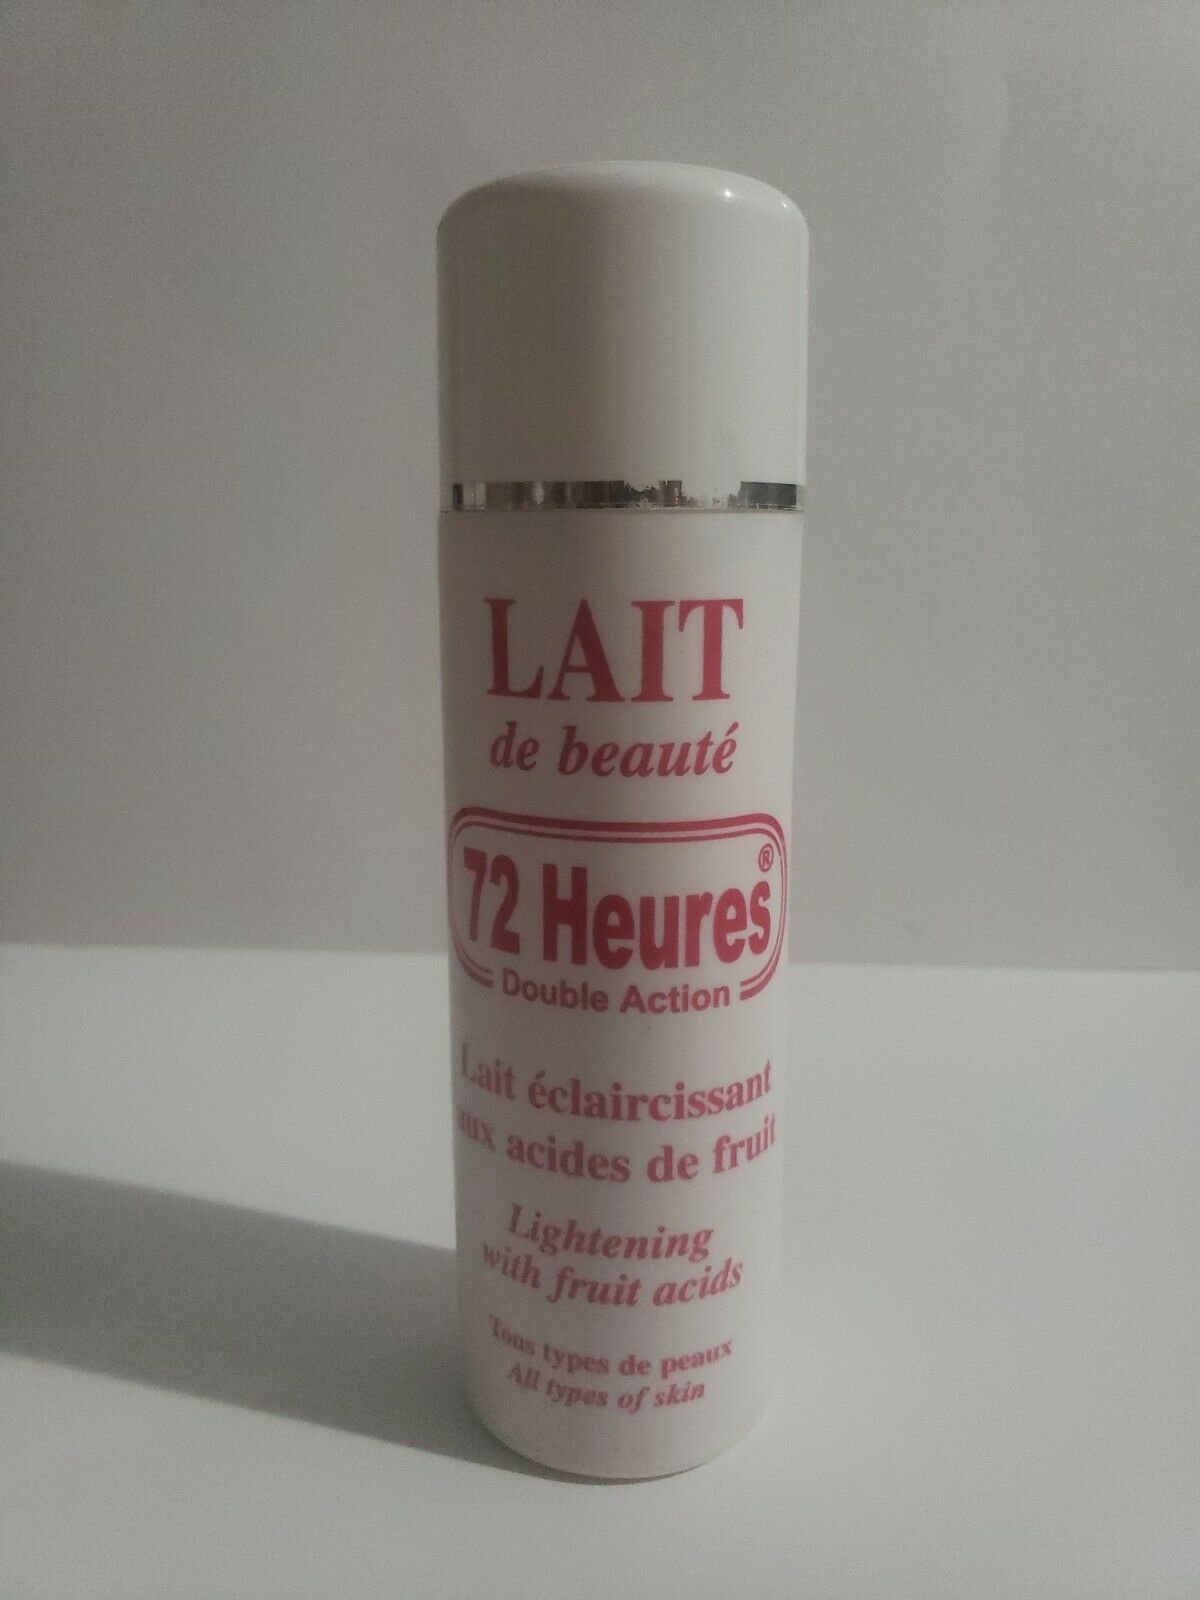 LAIT
de beauté
72 Heures®
Double Action
Lait éclaircissant
aux acides de fruit
Lightening
with fruit acids
Tous types de peaux
All types of skin